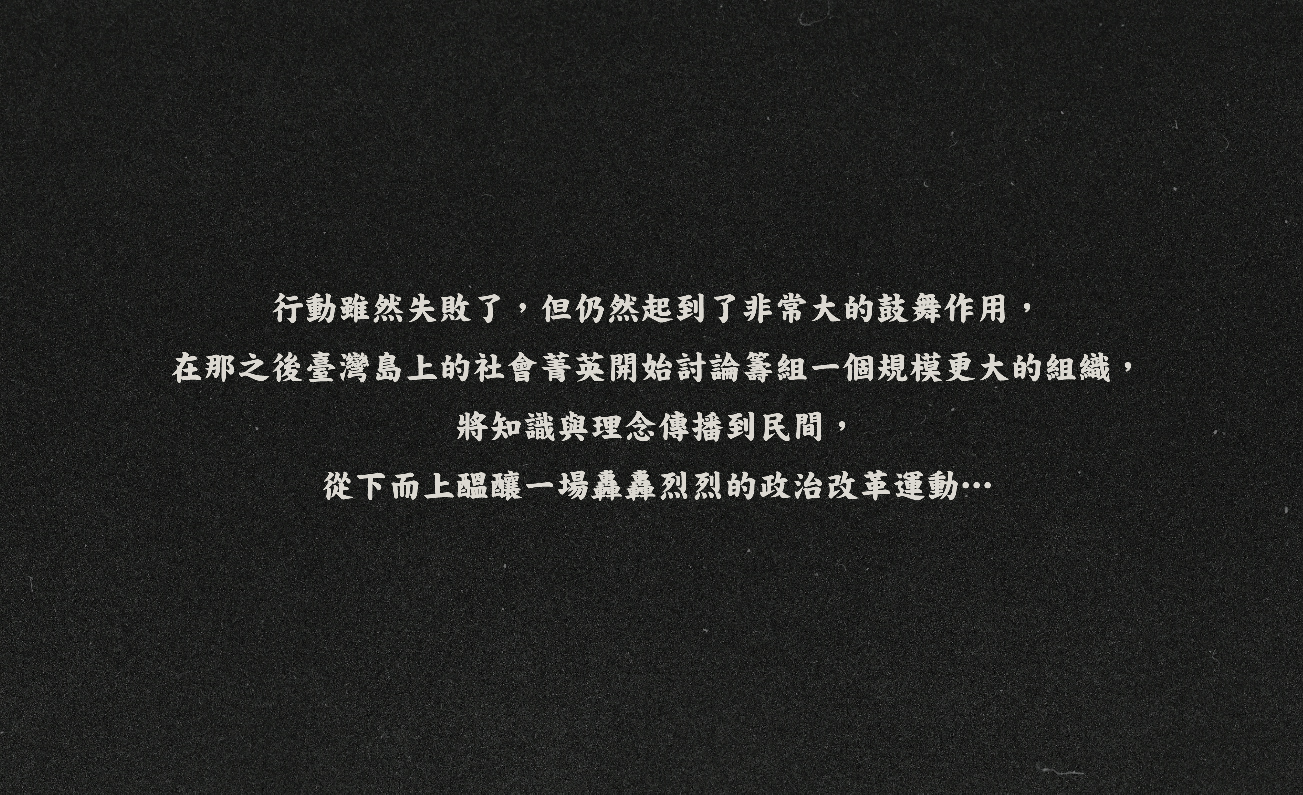 行動雖然失敗了，但仍然起到了非常大的鼓舞作用，
在那之後臺灣島上的社會菁英開始討論籌組一個規模更大的組織，
將知識與理念傳播到民間，
從下而上醞釀一場轟轟烈烈的政治改革運動⋯